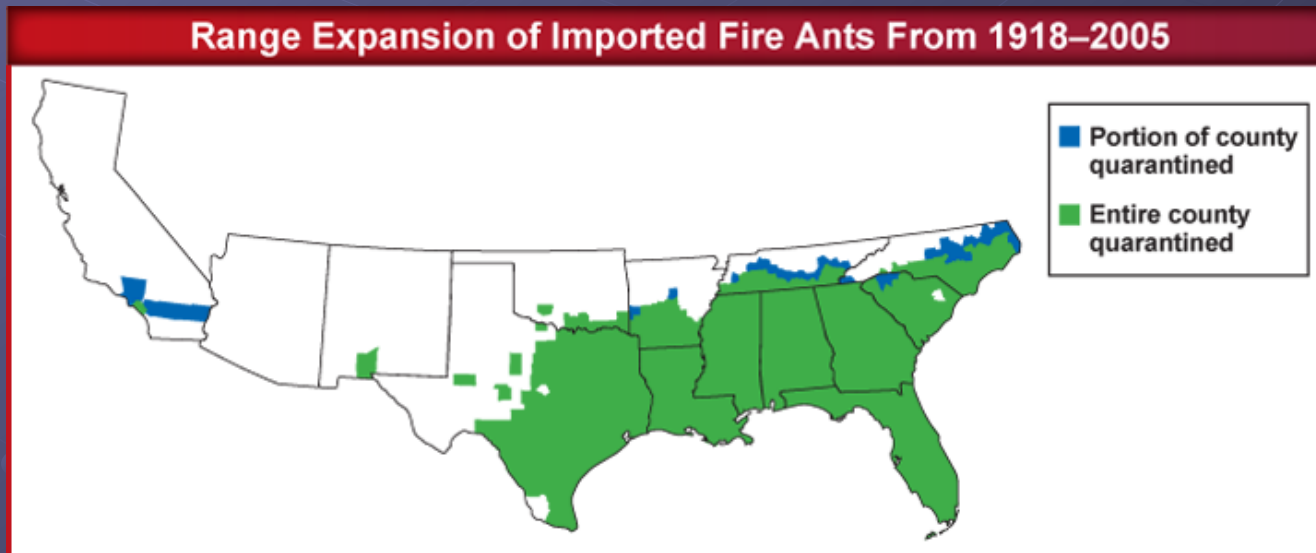 Range Expansion of Imported Fire Ants From 1918–2005
Portion of county
quarantined
Entire county
quarantined